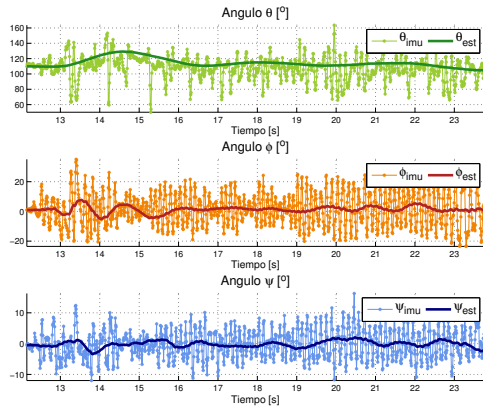 Angulo θ [º]
θimu θest
160
140
120
100
80
60
13 14 15 16 17 18 19 20 21 22 23
Tiempo [s]
Angulo ϕ [º]
ϕimu ϕest
20
0
−20
13 14 15 16 17 18 19 20 21 22 23
Tiempo [s]
Angulo ψ [º]
ψimu ψest
10
0
−10
13 14 15 16 17 18 19 20 21 22 23
Tiempo [s]